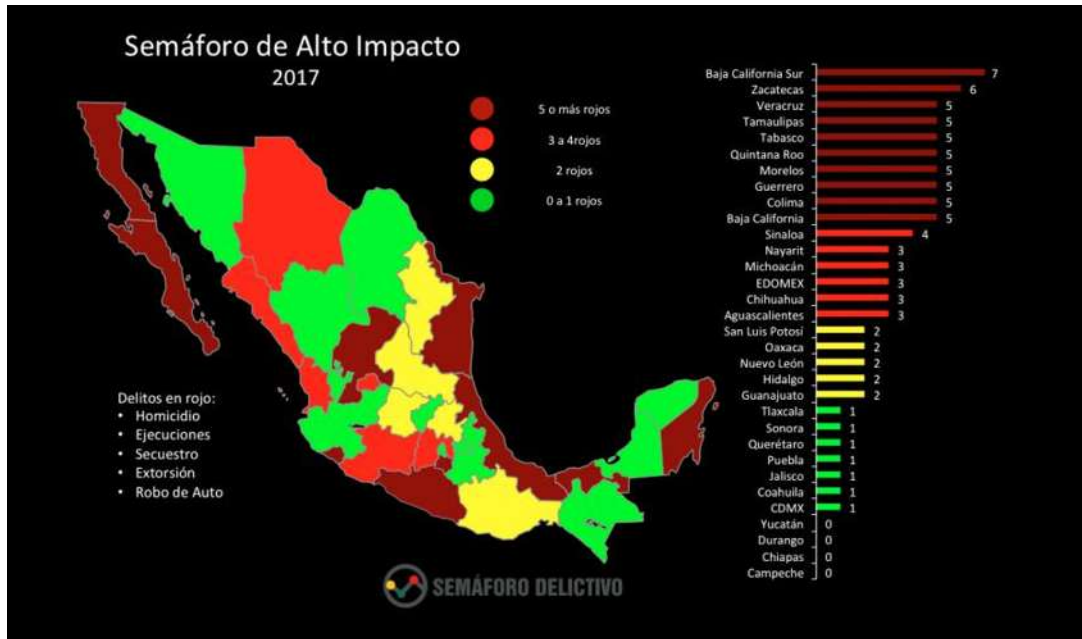 Semáforo de Alto Impacto
2017
5 o más rojos
3 a 4rojos
2 rojos
0 a 1 rojos
Baja California Sur 7
Zacatecas 6
Veracruz 5
Tamaulipas 5
Tabasco 5
Quintana Roo 5
Morelos 5
Guerrero 5
Colima 5
Baja California 5
Sinaloa 4
Nayarit 3
Michoacán 3
EDOMEX 3
Chihuahua 3
Aguascalientes 3
San Luis Potosí 2
Oaxaca 2
Nuevo León 2
Hidalgo 2
Guanajuato 2
Tlaxcala 1
Sonora 1
Querétaro 1
Puebla 1
Jalisco 1
Coahuila 1
CDMX 1
Yucatán 0
Durango 0
Chiapas 0
Campeche 0
Delitos en rojo:
• Homicidio
• Ejecuciones
• Secuestro
• Extorsión
• Robo de Auto
SEMÁFORO DELICTIVO